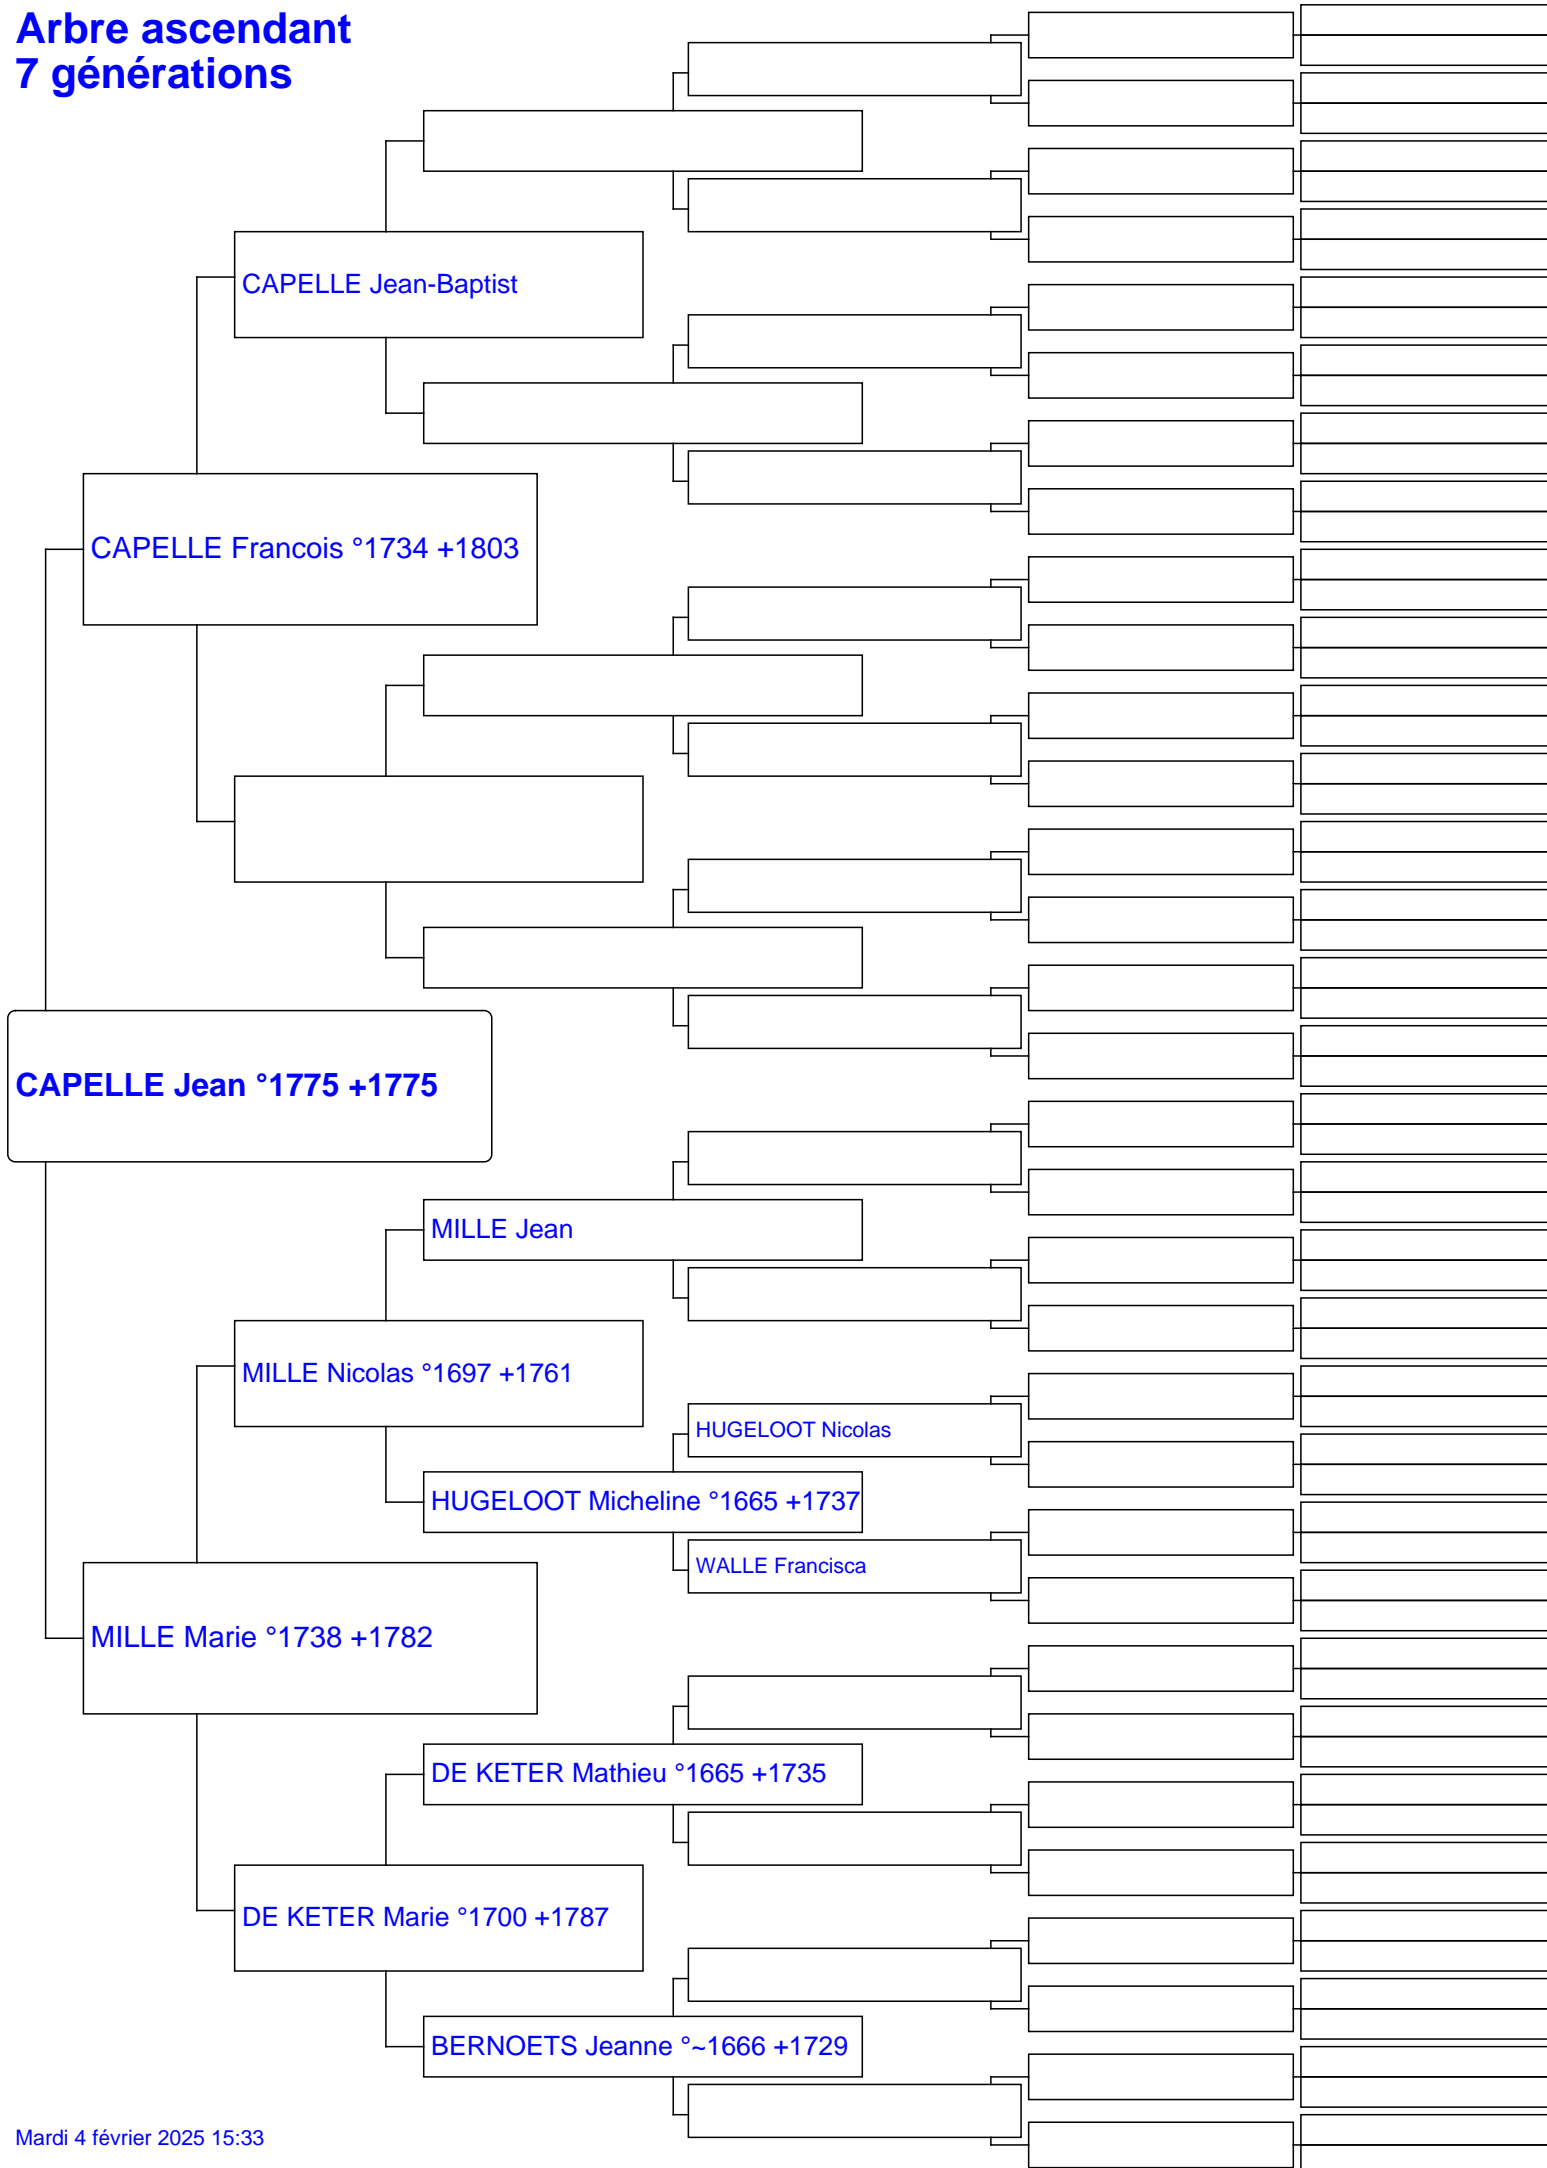 Arbre ascendant
7 générations
CAPELLE Jean-Baptist
CAPELLE Francois °1734 +1803
CAPELLE Jean °1775 +1775
MILLE Jean
MILLE Nicolas °1697 +1761
HUGELOOT Nicolas
HUGELOOT Micheline °1665 +1737
WALLE Francisca
MILLE Marie °1738 +1782
DE KETER Mathieu °1665 +1735
DE KETER Marie °1700 +1787
BERNOETS Jeanne °~1666 +1729
Mardi 4 février 2025 15:33